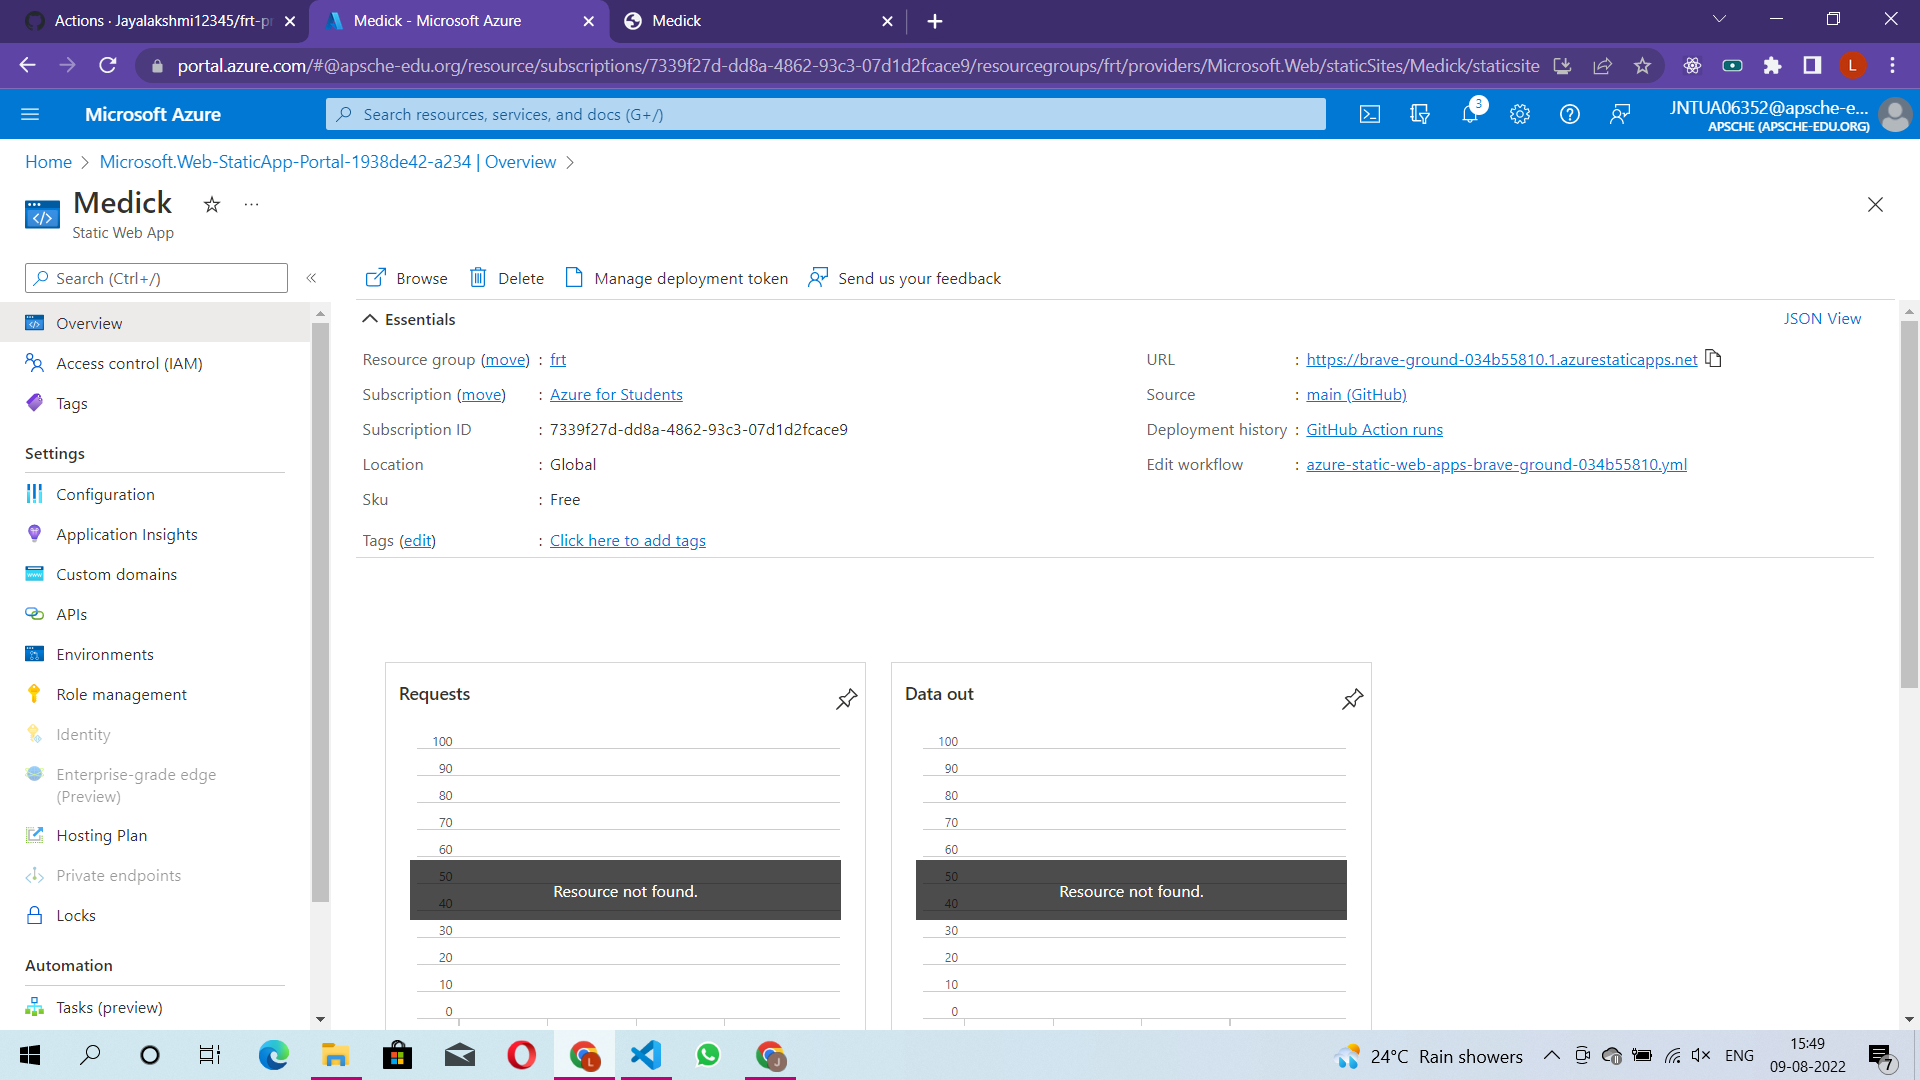 Actions · Jayalakshmi12345/frt-pr
Medick - Microsoft Azure
Medick
portal.azure.com/#@apsche-edu.org/resource/subscriptions/7339f27d-dd8a-4862-93c3-07d1d2fcace9/resourcegroups/frt/providers/Microsoft.Web/staticSites/Medick/staticsite
L
Microsoft Azure
Search resources, services, and docs (G+/)
3
JNTUA06352@apsche-e...
APSCHE (APSCHE-EDU.ORG)
Home
Microsoft.Web-StaticApp-Portal-1938de42-a234 | Overview
Medick
Static Web App
Search (Ctrl+/)
Browse
Delete
Manage deployment token
Send us your feedback
Overview
Access control (IAM)
Tags
Settings
Configuration
Application Insights
Custom domains
APIs
Environments
Role management
Identity
Enterprise-grade edge
(Preview)
Hosting Plan
Private endpoints
Locks
Automation
Tasks (preview)
Essentials
JSON View
Resource group (move) : frt
Subscription (move) : Azure for Students
Subscription ID : 7339f27d-dd8a-4862-93c3-07d1d2fcace9
Location : Global
Sku : Free
Tags (edit) : Click here to add tags
URL : https://brave-ground-034b55810.1.azurestaticapps.net
Source : main (GitHub)
Deployment history : GitHub Action runs
Edit workflow : azure-static-web-apps-brave-ground-034b55810.yml
Requests
100
90
80
70
60
50
40
30
20
10
0
Resource not found.
Data out
100
90
80
70
60
50
40
30
20
10
0
Resource not found.
L
J
24°C Rain showers
ENG
15:49
09-08-2022
7